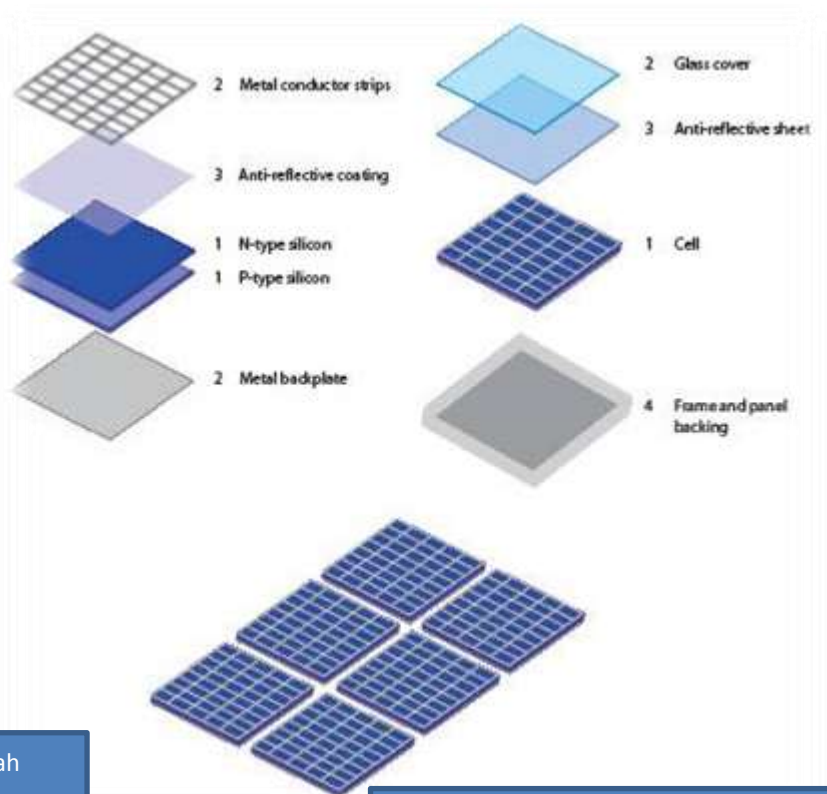 2 Metal conductor strips
3 Anti-reflective coating
1 N-type silicon
1 P-type silicon
2 Metal backplate
2 Glass cover
3 Anti-reflective sheet
1 Cell
4 Frame and panel
backing